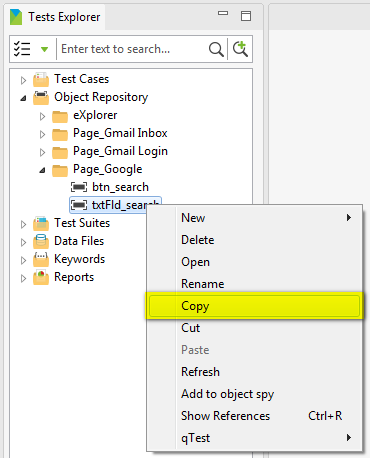 Tests Explorer
Enter text to search...
Test Cases
Object Repository
eXplorer
Page_Gmail Inbox
Page_Gmail Login
Page_Google
btn_search
txtFld_search
Test Suites
Data Files
Keywords
Reports
New
Delete
Open
Rename
Copy
Cut
Paste
Refresh
Add to object spy
Show References Ctrl+R
qTest